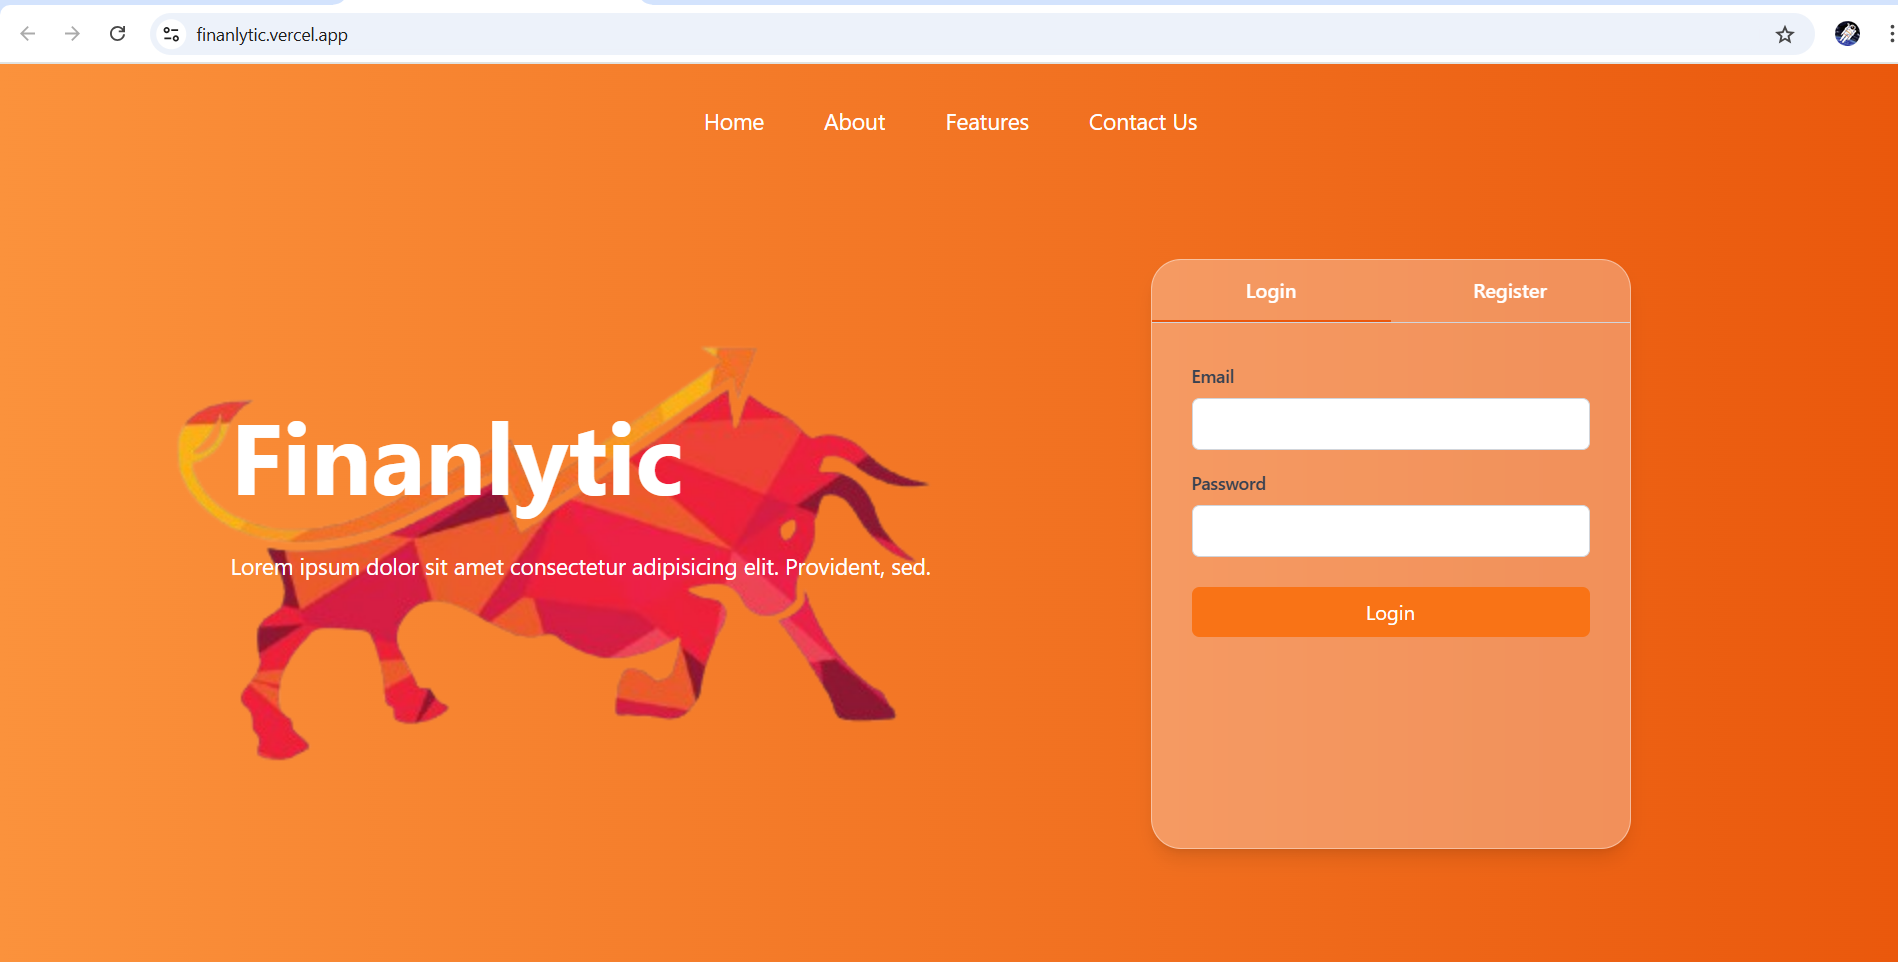 finanlytic.vercel.app
Home About Features Contact Us
Login Register
Email
Password
Login
Finanlytic
Lorem ipsum dolor sit amet consectetur adipisicing elit. Provident, sed.